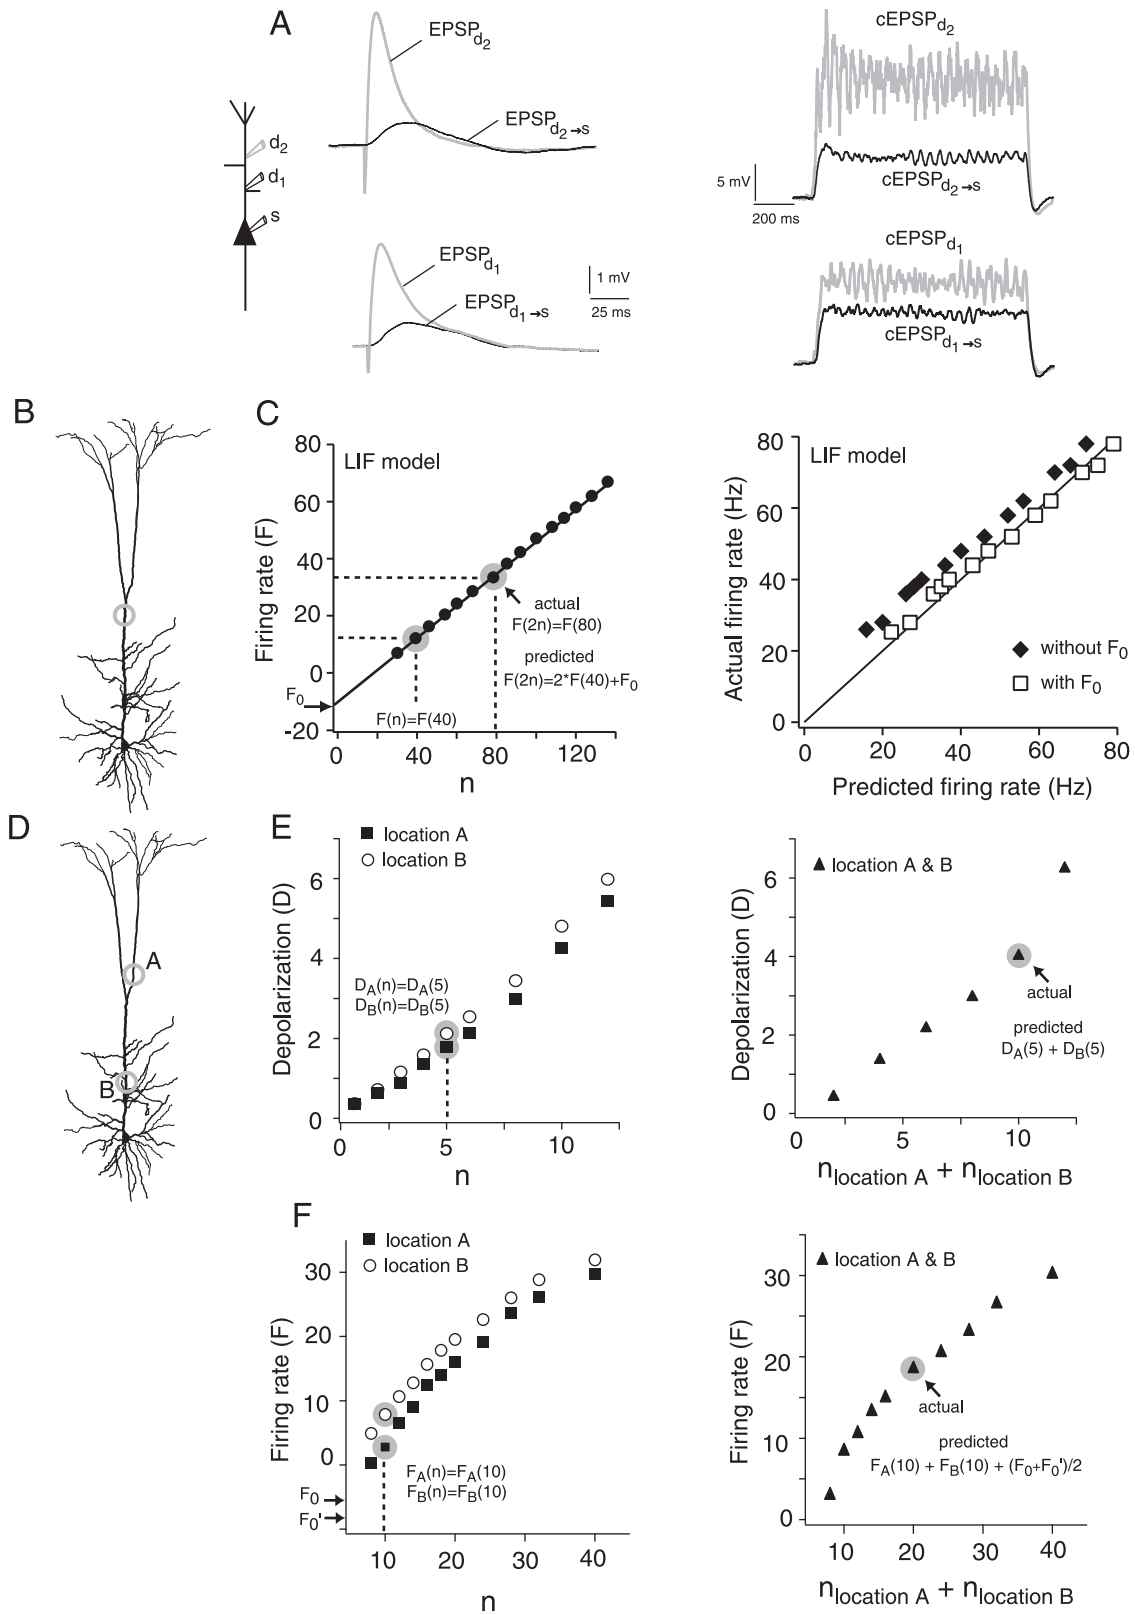 A
EPSPd2
EPSPd2→s
d2
d1
s
EPSPd1
EPSPd1→s
1 mV
25 ms
cEPSPd2
cEPSPd2→s
5 mV
200 ms
cEPSPd1
cEPSPd1→s
B
C
LIF model
Firing rate (F)
80
60
40
20
0
F0
-20
actual
F(2n)=F(80)
predicted
F(2n)=2*F(40)+F0
F(n)=F(40)
0
40
80
120
n
LIF model
Actual firing rate (Hz)
80
60
40
20
0
without F0
with F0
0
20
40
60
80
Predicted firing rate (Hz)
D
A
B
E
location A
location B
Depolarization (D)
6
4
2
0
DA(n)=DA(5)
DB(n)=DB(5)
0
5
10
n
location A & B
Depolarization (D)
6
4
2
0
actual
predicted
DA(5) + DB(5)
0
5
10
nlocation A + nlocation B
F
location A
location B
Firing rate (F)
30
20
10
0
F0
F0'
FA(n)=FA(10)
FB(n)=FB(10)
10
20
30
40
n
location A & B
Firing rate (F)
30
20
10
0
actual
predicted
FA(10) + FB(10) + (F0+F0')/2
10
20
30
40
nlocation A + nlocation B